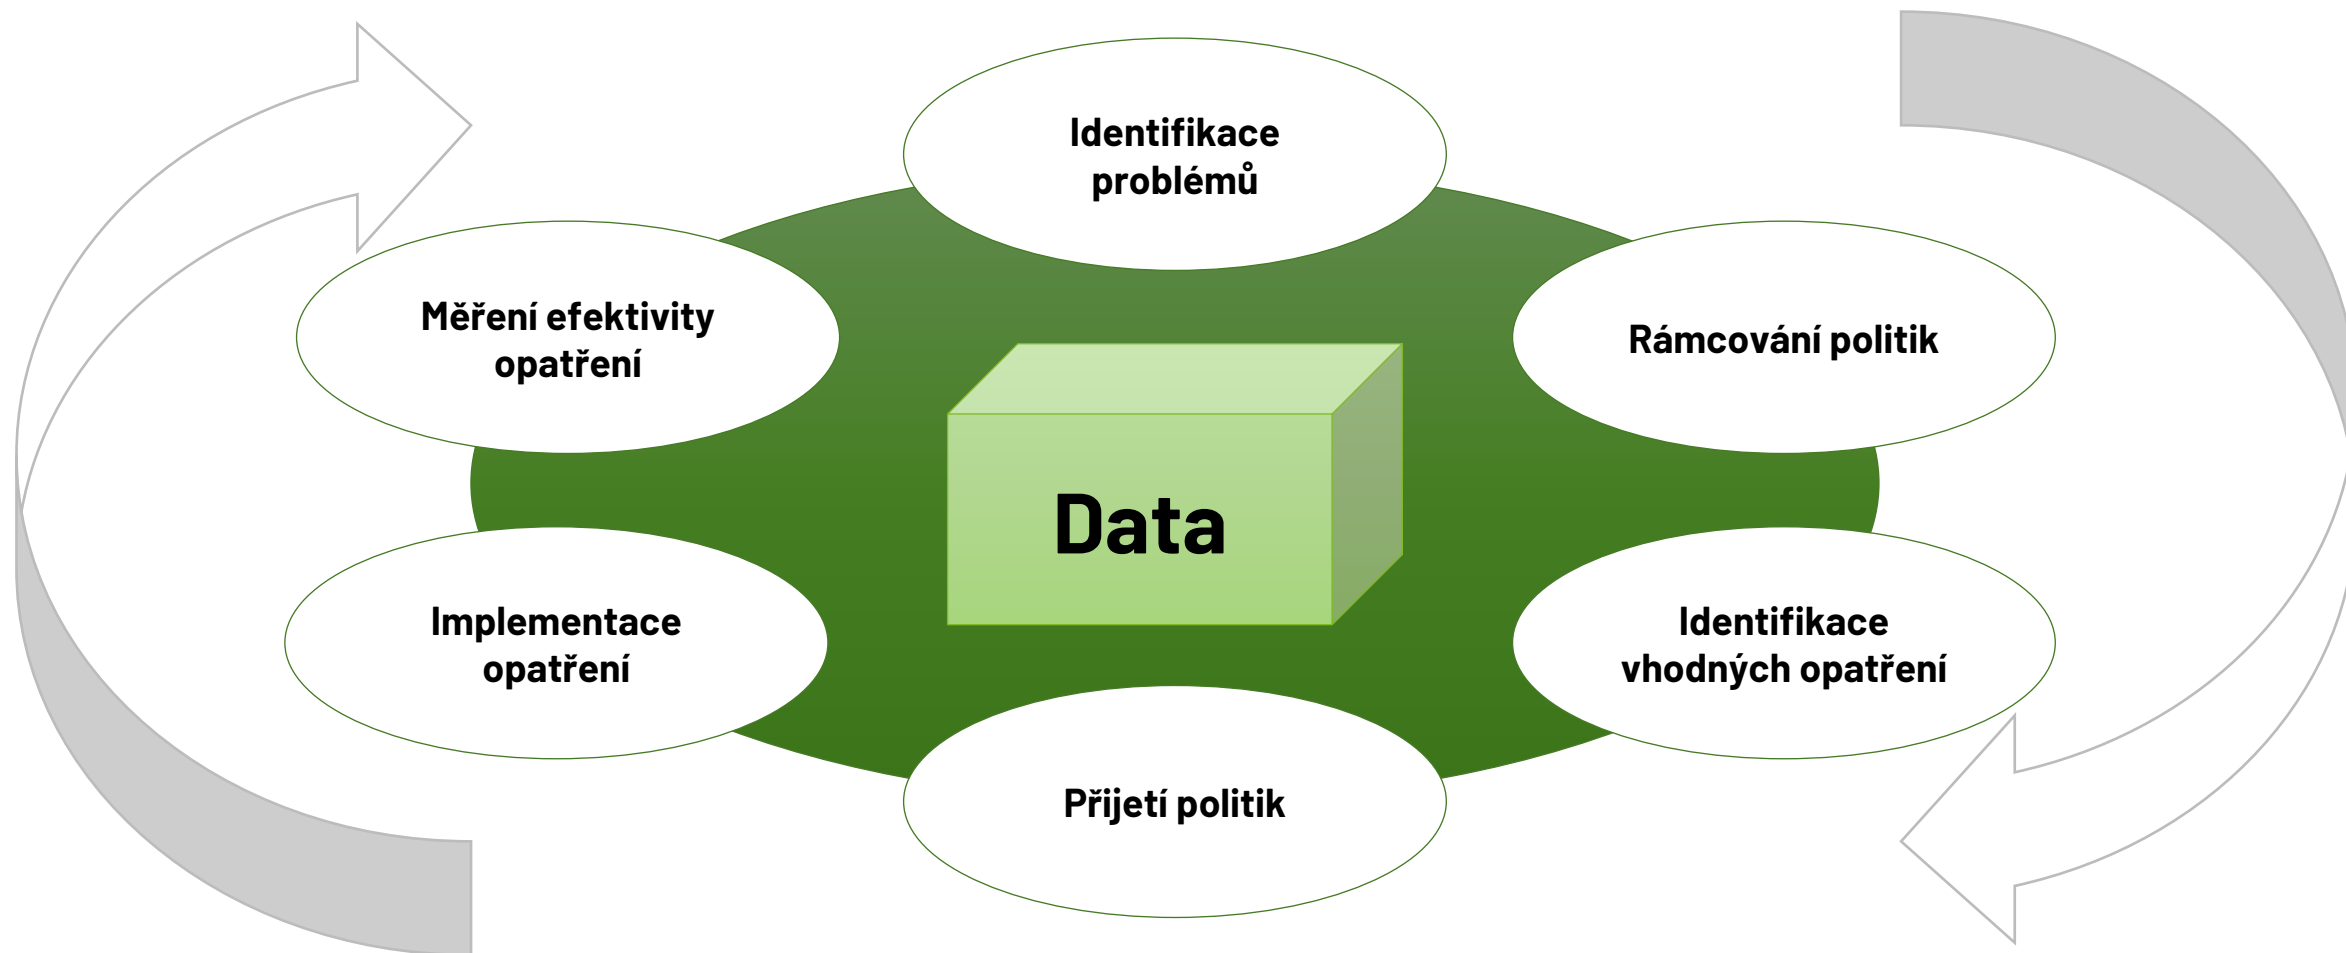 Identifikace
problémů
Měření efektivity
opatření
Rámcování politik
Data
Implementace
opatření
Identifikace
vhodných opatření
Přijetí politik